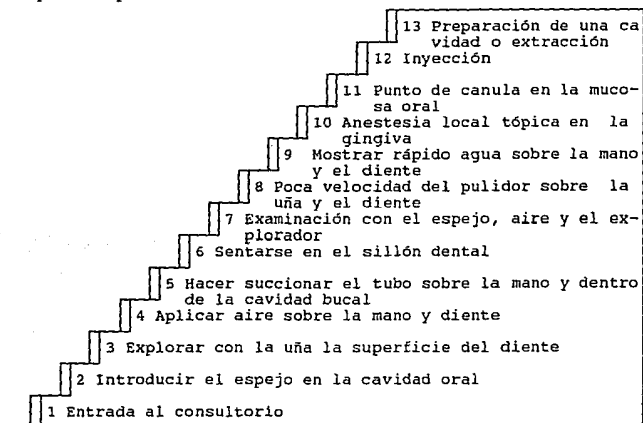 13 Preparación de una ca
vidad o extracción
12 Inyección
11 Punto de canula en la muco-
sa oral
10 Anestesia local tópica en la
gingiva
9 Mostrar rápido agua sobre la mano
y el diente
8 Poca velocidad del pulidor sobre la
uña y el diente
7 Examinación con el espejo, aire y el ex-
plorador
6 Sentarse en el sillón dental
5 Hacer succionar el tubo sobre la mano y dentro
de la cavidad bucal
4 Aplicar aire sobre la mano y diente
3 Explorar con la uña la superficie del diente
2 Introducir el espejo en la cavidad oral
1 Entrada al consultorio